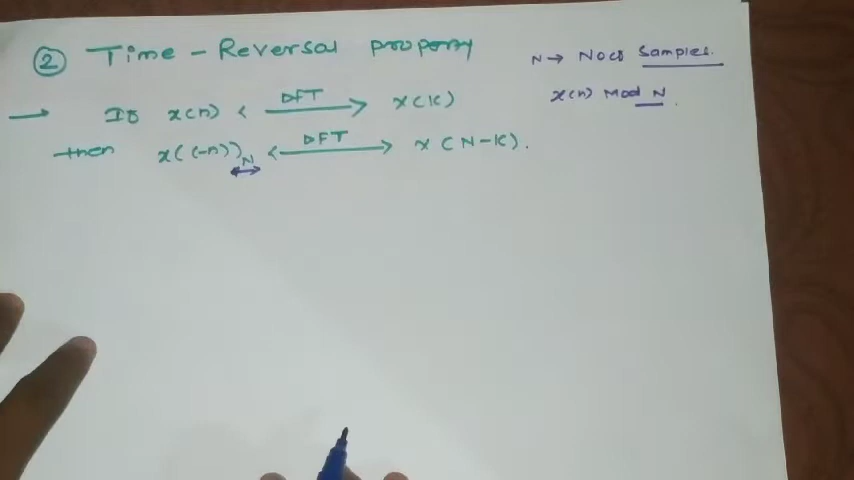 ② Time - Reversal property
N → No of Samples.
→ If x(n) < DFT → X(k)
x(n) Mod N.
then x((-n))N < DFT → X(N-k).